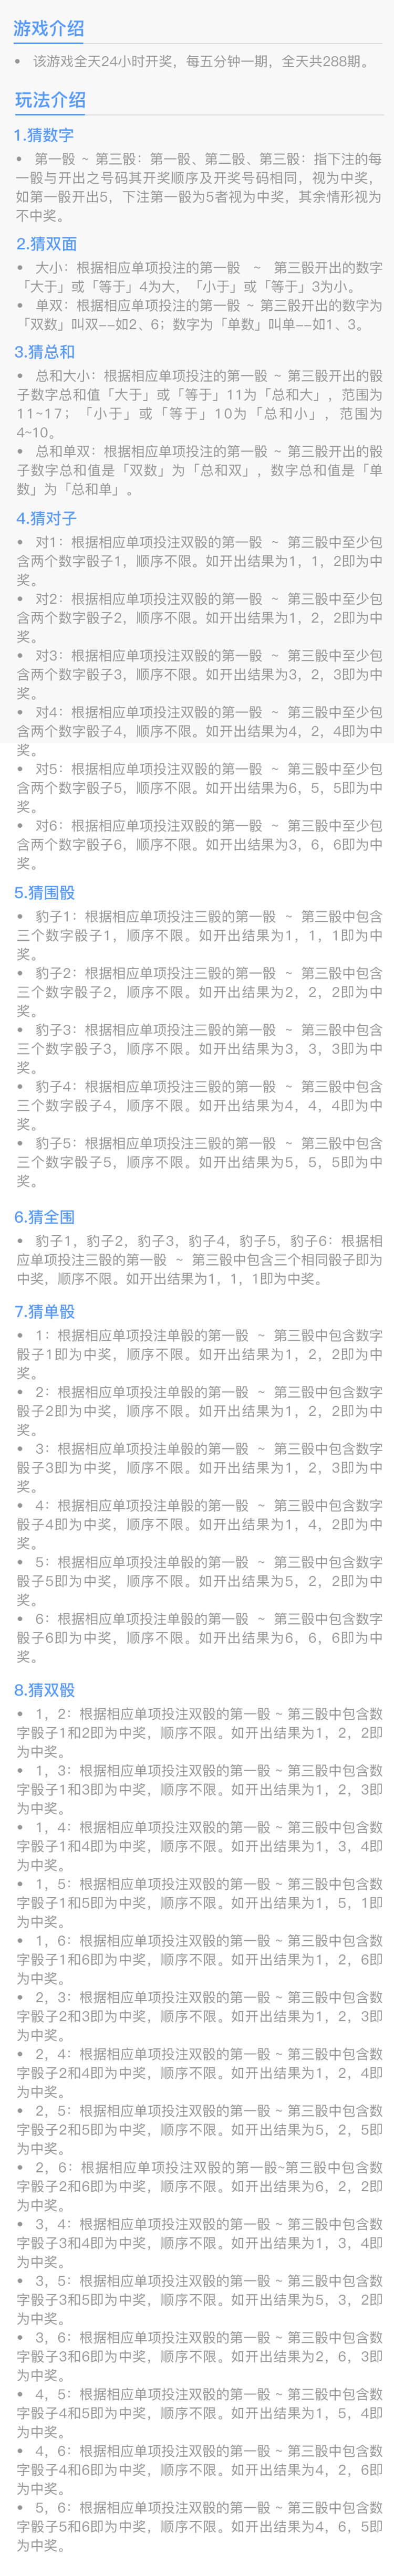 游戏介绍
• 该游戏全天24小时开奖，每五分钟一期，全天共288期。
玩法介绍
1.猜数字
• 第一骰 ~ 第三骰：第一骰、第二骰、第三骰：指下注的每
一骰与开出之号码其开奖顺序及开奖号码相同，视为中奖，
如第一骰开出5，下注第一骰为5者视为中奖，其余情形视为
不中奖。
2.猜双面
• 大小：根据相应单项投注的第一骰 ~ 第三骰开出的数字
「大于」或「等于」4为大，「小于」或「等于」3为小。
• 单双：根据相应单项投注的第一骰 ~ 第三骰开出的数字为
「双数」叫双--如2、6；数字为「单数」叫单--如1、3。
3.猜总和
• 总和大小：根据相应单项投注的第一骰 ~ 第三骰开出的骰
子数字总和值「大于」或「等于」11为「总和大」，范围为
11~17；「小于」或「等于」10为「总和小」，范围为
4~10。
• 总和单双：根据相应单项投注的第一骰 ~ 第三骰开出的骰
子数字总和值是「双数」为「总和双」，数字总和值是「单
数」为「总和单」。
4.猜对子
• 对1：根据相应单项投注双骰的第一骰 ~ 第三骰中至少包
含两个数字骰子1，顺序不限。如开出结果为1，1，2即为中
奖。
• 对2：根据相应单项投注双骰的第一骰 ~ 第三骰中至少包
含两个数字骰子2，顺序不限。如开出结果为1，2，2即为中
奖。
• 对3：根据相应单项投注双骰的第一骰 ~ 第三骰中至少包
含两个数字骰子3，顺序不限。如开出结果为3，2，3即为中
奖。
• 对4：根据相应单项投注双骰的第一骰 ~ 第三骰中至少包
含两个数字骰子4，顺序不限。如开出结果为4，2，4即为中
奖。
• 对5：根据相应单项投注双骰的第一骰 ~ 第三骰中至少包
含两个数字骰子5，顺序不限。如开出结果为6，5，5即为中
奖。
• 对6：根据相应单项投注双骰的第一骰 ~ 第三骰中至少包
含两个数字骰子6，顺序不限。如开出结果为3，6，6即为中
奖。
5.猜围骰
• 豹子1：根据相应单项投注三骰的第一骰 ~ 第三骰中包含
三个数字骰子1，顺序不限。如开出结果为1，1，1即为中
奖。
• 豹子2：根据相应单项投注三骰的第一骰 ~ 第三骰中包含
三个数字骰子2，顺序不限。如开出结果为2，2，2即为中
奖。
• 豹子3：根据相应单项投注三骰的第一骰 ~ 第三骰中包含
三个数字骰子3，顺序不限。如开出结果为3，3，3即为中
奖。
• 豹子4：根据相应单项投注三骰的第一骰 ~ 第三骰中包含
三个数字骰子4，顺序不限。如开出结果为4，4，4即为中
奖。
• 豹子5：根据相应单项投注三骰的第一骰 ~ 第三骰中包含
三个数字骰子5，顺序不限。如开出结果为5，5，5即为中
奖。
6.猜全围
• 豹子1，豹子2，豹子3，豹子4，豹子5，豹子6：根据相
应单项投注三骰的第一骰 ~ 第三骰中包含三个相同骰子即为
中奖，顺序不限。如开出结果为1，1，1即为中奖。
7.猜单骰
• 1：根据相应单项投注单骰的第一骰 ~ 第三骰中包含数字
骰子1即为中奖，顺序不限。如开出结果为1，2，2即为中
奖。
• 2：根据相应单项投注单骰的第一骰 ~ 第三骰中包含数字
骰子2即为中奖，顺序不限。如开出结果为1，2，2即为中
奖。
• 3：根据相应单项投注单骰的第一骰 ~ 第三骰中包含数字
骰子3即为中奖，顺序不限。如开出结果为1，2，3即为中
奖。
• 4：根据相应单项投注单骰的第一骰 ~ 第三骰中包含数字
骰子4即为中奖，顺序不限。如开出结果为1，4，2即为中
奖。
• 5：根据相应单项投注单骰的第一骰 ~ 第三骰中包含数字
骰子5即为中奖，顺序不限。如开出结果为5，2，2即为中
奖。
• 6：根据相应单项投注单骰的第一骰 ~ 第三骰中包含数字
骰子6即为中奖，顺序不限。如开出结果为6，6，6即为中
奖。
8.猜双骰
• 1，2：根据相应单项投注双骰的第一骰 ~ 第三骰中包含数
字骰子1和2即为中奖，顺序不限。如开出结果为1，2，2即
为中奖。
• 1，3：根据相应单项投注双骰的第一骰 ~ 第三骰中包含数
字骰子1和3即为中奖，顺序不限。如开出结果为1，2，3即
为中奖。
• 1，4：根据相应单项投注双骰的第一骰 ~ 第三骰中包含数
字骰子1和4即为中奖，顺序不限。如开出结果为1，3，4即
为中奖。
• 1，5：根据相应单项投注双骰的第一骰 ~ 第三骰中包含数
字骰子1和5即为中奖，顺序不限。如开出结果为1，5，1即
为中奖。
• 1，6：根据相应单项投注双骰的第一骰 ~ 第三骰中包含数
字骰子1和6即为中奖，顺序不限。如开出结果为1，2，6即
为中奖。
• 2，3：根据相应单项投注双骰的第一骰 ~ 第三骰中包含数
字骰子2和3即为中奖，顺序不限。如开出结果为1，2，3即
为中奖。
• 2，4：根据相应单项投注双骰的第一骰 ~ 第三骰中包含数
字骰子2和4即为中奖，顺序不限。如开出结果为1，2，4即
为中奖。
• 2，5：根据相应单项投注双骰的第一骰 ~ 第三骰中包含数
字骰子2和5即为中奖，顺序不限。如开出结果为5，2，5即
为中奖。
• 2，6：根据相应单项投注双骰的第一骰~第三骰中包含数
字骰子2和6即为中奖，顺序不限。如开出结果为6，2，2即
为中奖。
• 3，4：根据相应单项投注双骰的第一骰 ~ 第三骰中包含数
字骰子3和4即为中奖，顺序不限。如开出结果为1，3，4即
为中奖。
• 3，5：根据相应单项投注双骰的第一骰 ~ 第三骰中包含数
字骰子3和5即为中奖，顺序不限。如开出结果为5，3，2即
为中奖。
• 3，6：根据相应单项投注双骰的第一骰 ~ 第三骰中包含数
字骰子3和6即为中奖，顺序不限。如开出结果为2，6，3即
为中奖。
• 4，5：根据相应单项投注双骰的第一骰 ~ 第三骰中包含数
字骰子4和5即为中奖，顺序不限。如开出结果为1，5，4即
为中奖。
• 4，6：根据相应单项投注双骰的第一骰 ~ 第三骰中包含数
字骰子4和6即为中奖，顺序不限。如开出结果为4，2，6即
为中奖。
• 5，6：根据相应单项投注双骰的第一骰 ~ 第三骰中包含数
字骰子5和6即为中奖，顺序不限。如开出结果为4，6，5即
为中奖。